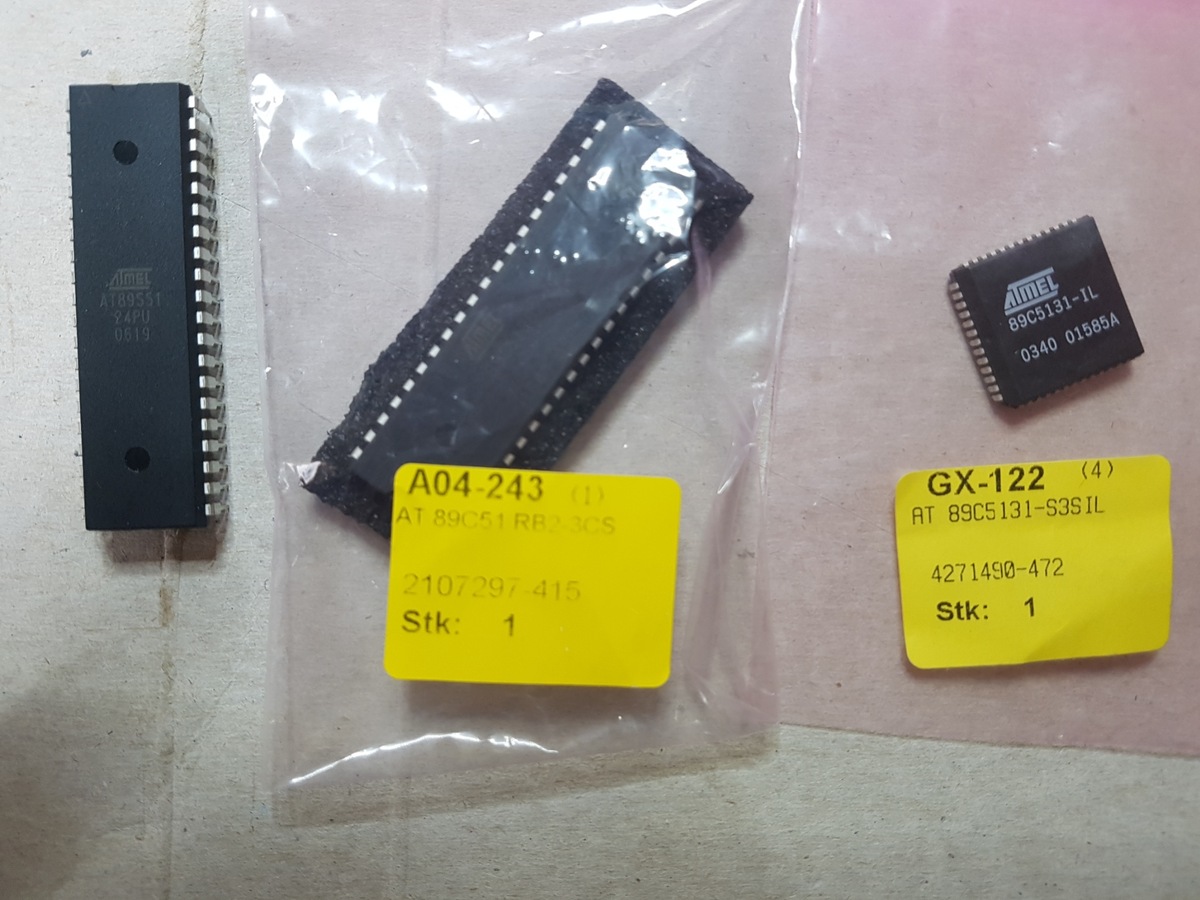 ATMEL
AT89S51
24PU
0619
ATMEL
A04-243 (1)
AT 89C51 RB2-3CS
2107297-415
Stk: 1
ATMEL
89C5131-IL
0340 01585A
GX-122 (4)
AT 89C5131-S3SIL
4271490-472
Stk: 1